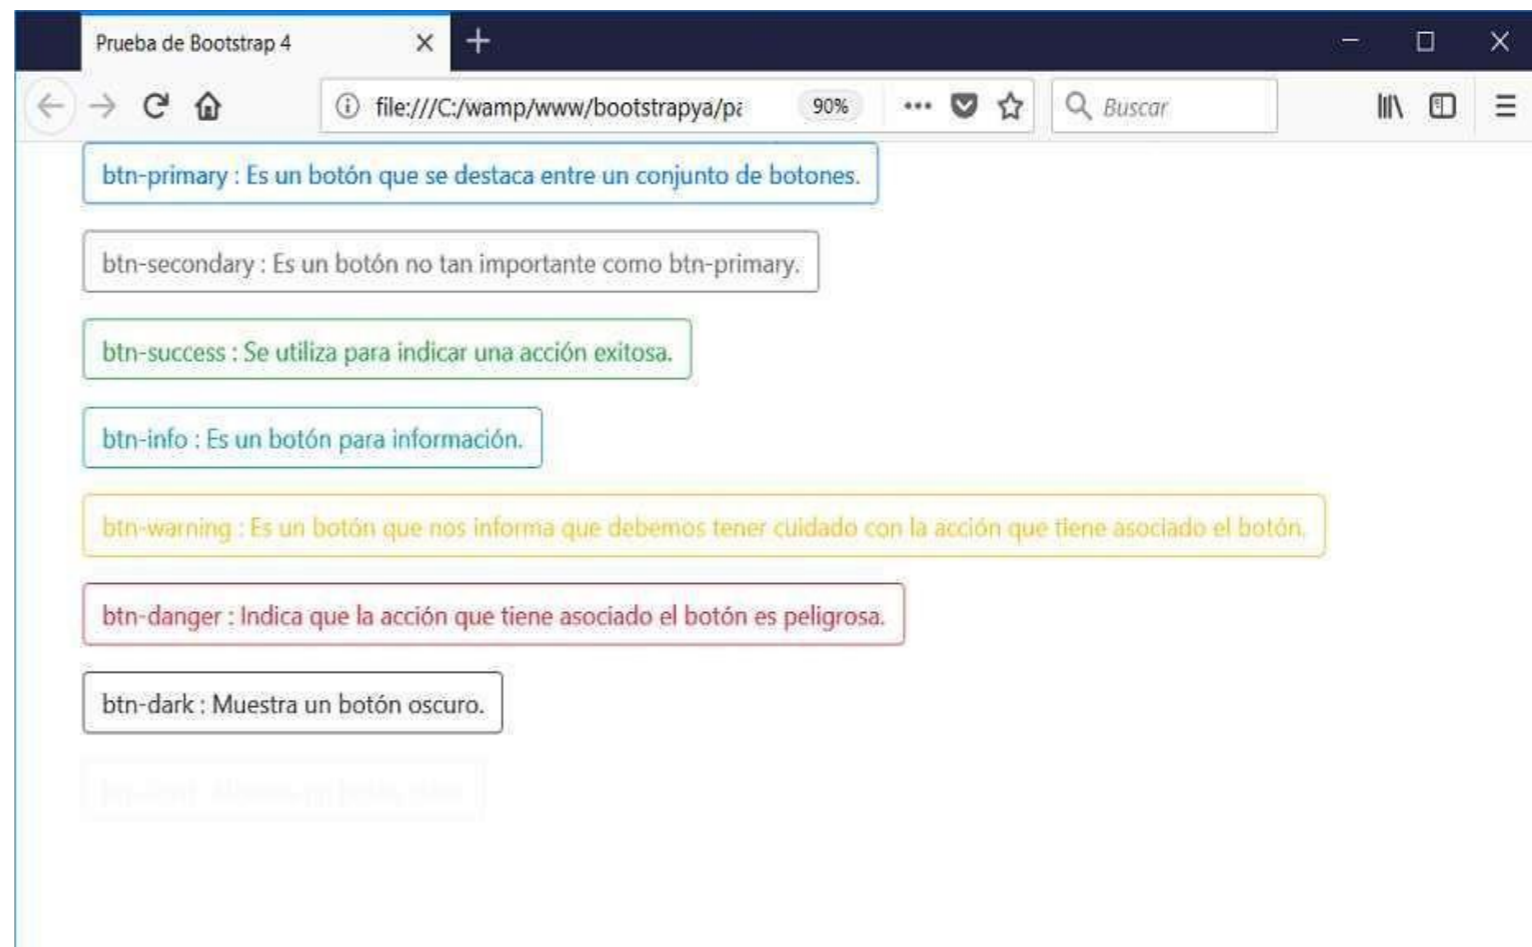 Prueba de Bootstrap 4
file:///C:/wamp/www/bootstrapya/pa
90%
Buscar
btn-primary : Es un botón que se destaca entre un conjunto de botones.
btn-secondary : Es un botón no tan importante como btn-primary.
btn-success : Se utiliza para indicar una acción exitosa.
btn-info : Es un botón para información.
btn-warning : Es un botón que nos informa que debemos tener cuidado con la acción que tiene asociado el botón.
btn-danger : Indica que la acción que tiene asociado el botón es peligrosa.
btn-dark : Muestra un botón oscuro.